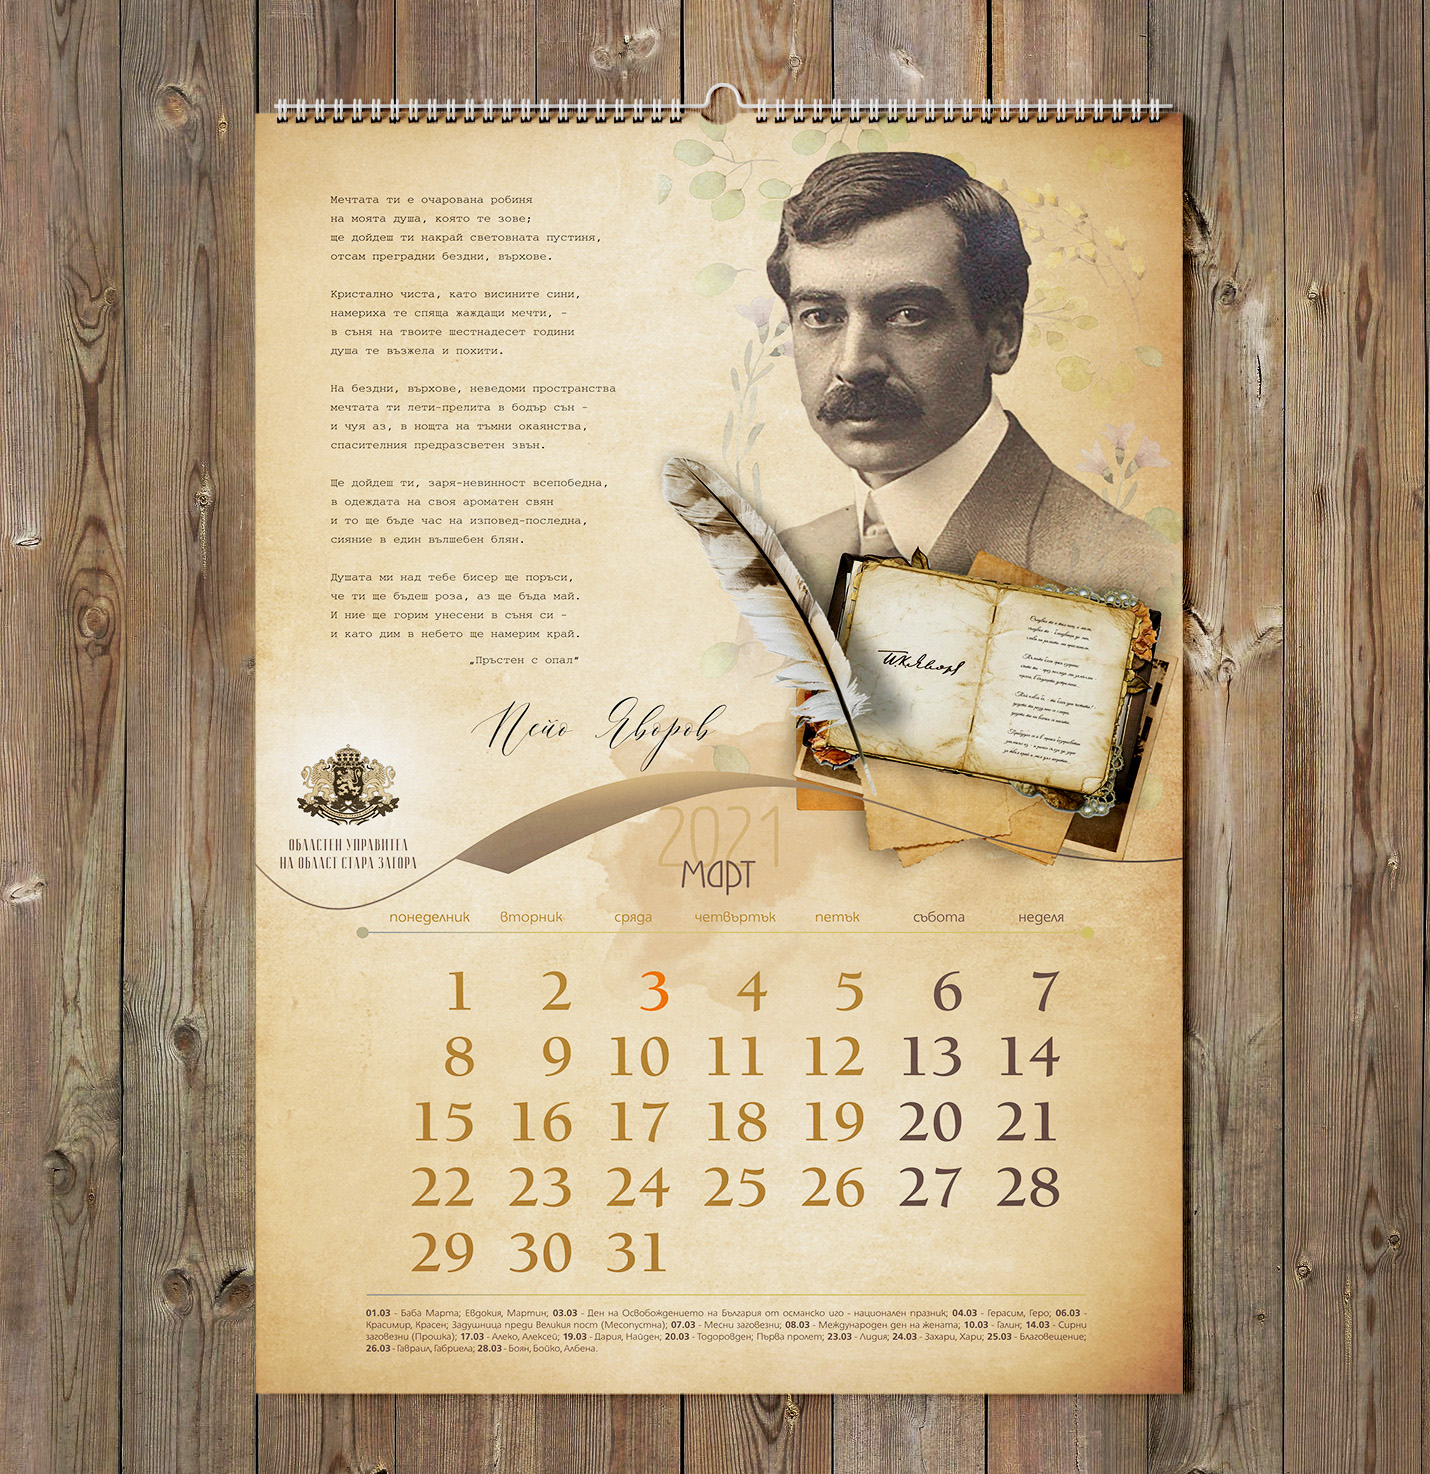 Мечтата ти е очарована робиня
на моята душа, която те зове;
ще дойдеш ти накрай световната пустиня,
отсам преградни бездни, върхове.
Кристално чиста, като висините сини,
намериха те спяща жаждащи мечти, -
в съня на твоите шестнадесет години
душа те възжела и похити.
На бездни, върхове, неведоми пространства
мечтата ти лети-прелита в бодър сън -
и чуя аз, в нощта на тъмни окаянства,
спасителния предразсветен звън.
Ще дойдеш ти, заря-невинност всепобедна,
в одеждата на своя ароматен свян
и то ще бъде час на изповед-последна,
сияние в един вълшебен блян.
Душата ми над тебе бисер ще поръси,
че ти ще бъдеш роза, аз ще бъда май.
И ние ще горим унесени в съня си -
и като дим в небето ще намерим край.
„Пръстен с опал“
Пейо Яворов
П.К.Яворов
ОБЛАСТЕН УПРАВИТЕЛ
НА ОБЛАСТ СТАРА ЗАГОРА
2021
март
понеделник вторник сряда четвъртък петък събота неделя
1 2 3 4 5 6 7
8 9 10 11 12 13 14
15 16 17 18 19 20 21
22 23 24 25 26 27 28
29 30 31
01.03 - Баба Марта; Евдокия, Мартин; 03.03 - Ден на Освобождението на България от османско иго - национален празник; 04.03 - Герасим, Геро; 06.03 -
Красимир, Красен; Задушница преди Великия пост (Месопустна); 07.03 - Месни заговезни; 08.03 - Международен ден на жената; 10.03 - Галин; 14.03 - Сирни
заговезни (Прошка); 17.03 - Алеко, Алексей; 19.03 - Дария, Найден; 20.03 - Тодоровден; Първа пролет; 23.03 - Лидия; 24.03 - Захари, Хари; 25.03 - Благовещение;
26.03 - Гавраил, Габриела; 28.03 - Боян, Бойко, Албена.